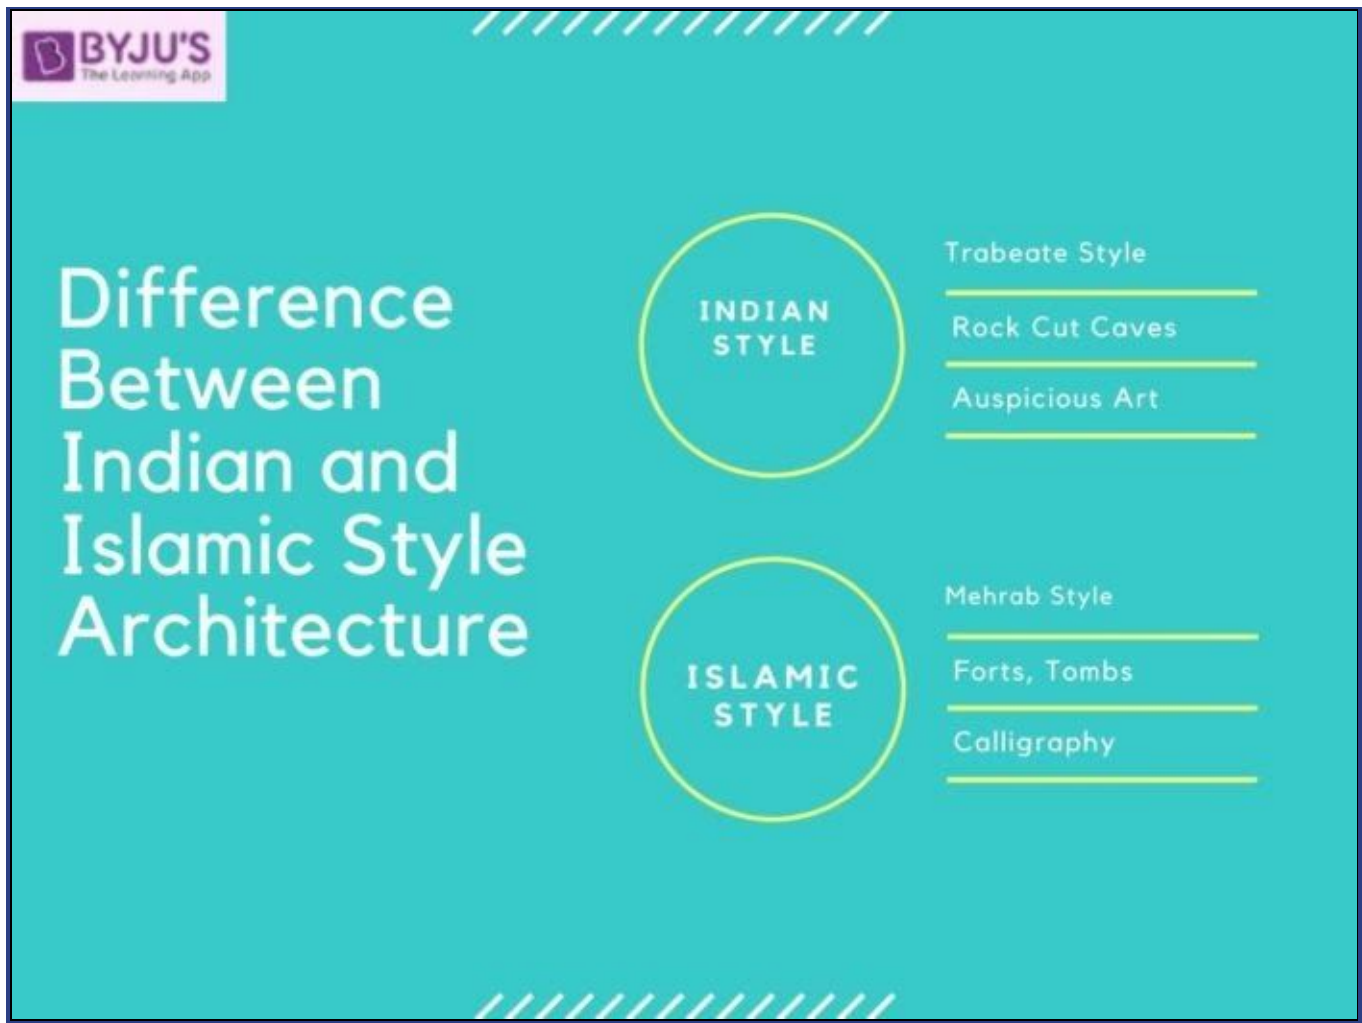 BYJU'S
The Learning App
Difference
Between
Indian and
Islamic Style
Architecture
INDIAN
STYLE
Trabeate Style
Rock Cut Caves
Auspicious Art
ISLAMIC
STYLE
Mehrab Style
Forts, Tombs
Calligraphy